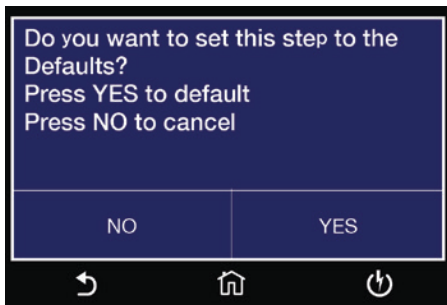 Do you want to set this step to the
Defaults?
Press YES to default
Press NO to cancel
NO
YES